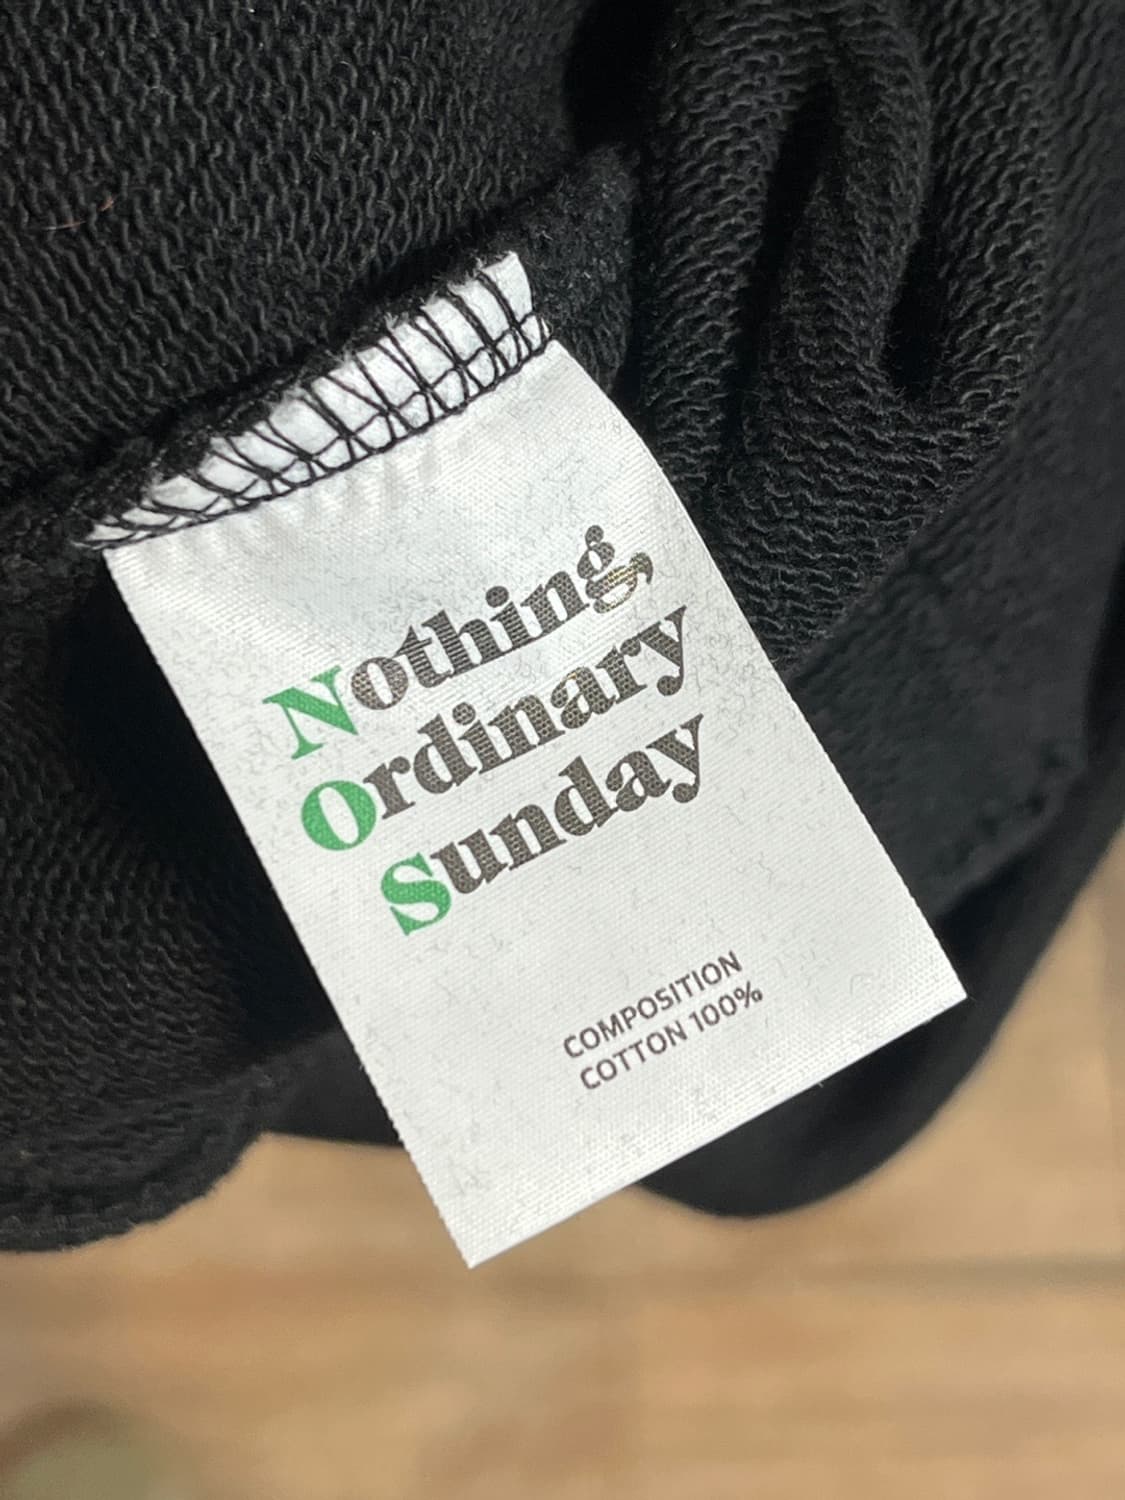 Nothing,
Ordinary
Sunday
COMPOSITION
COTTON 100%